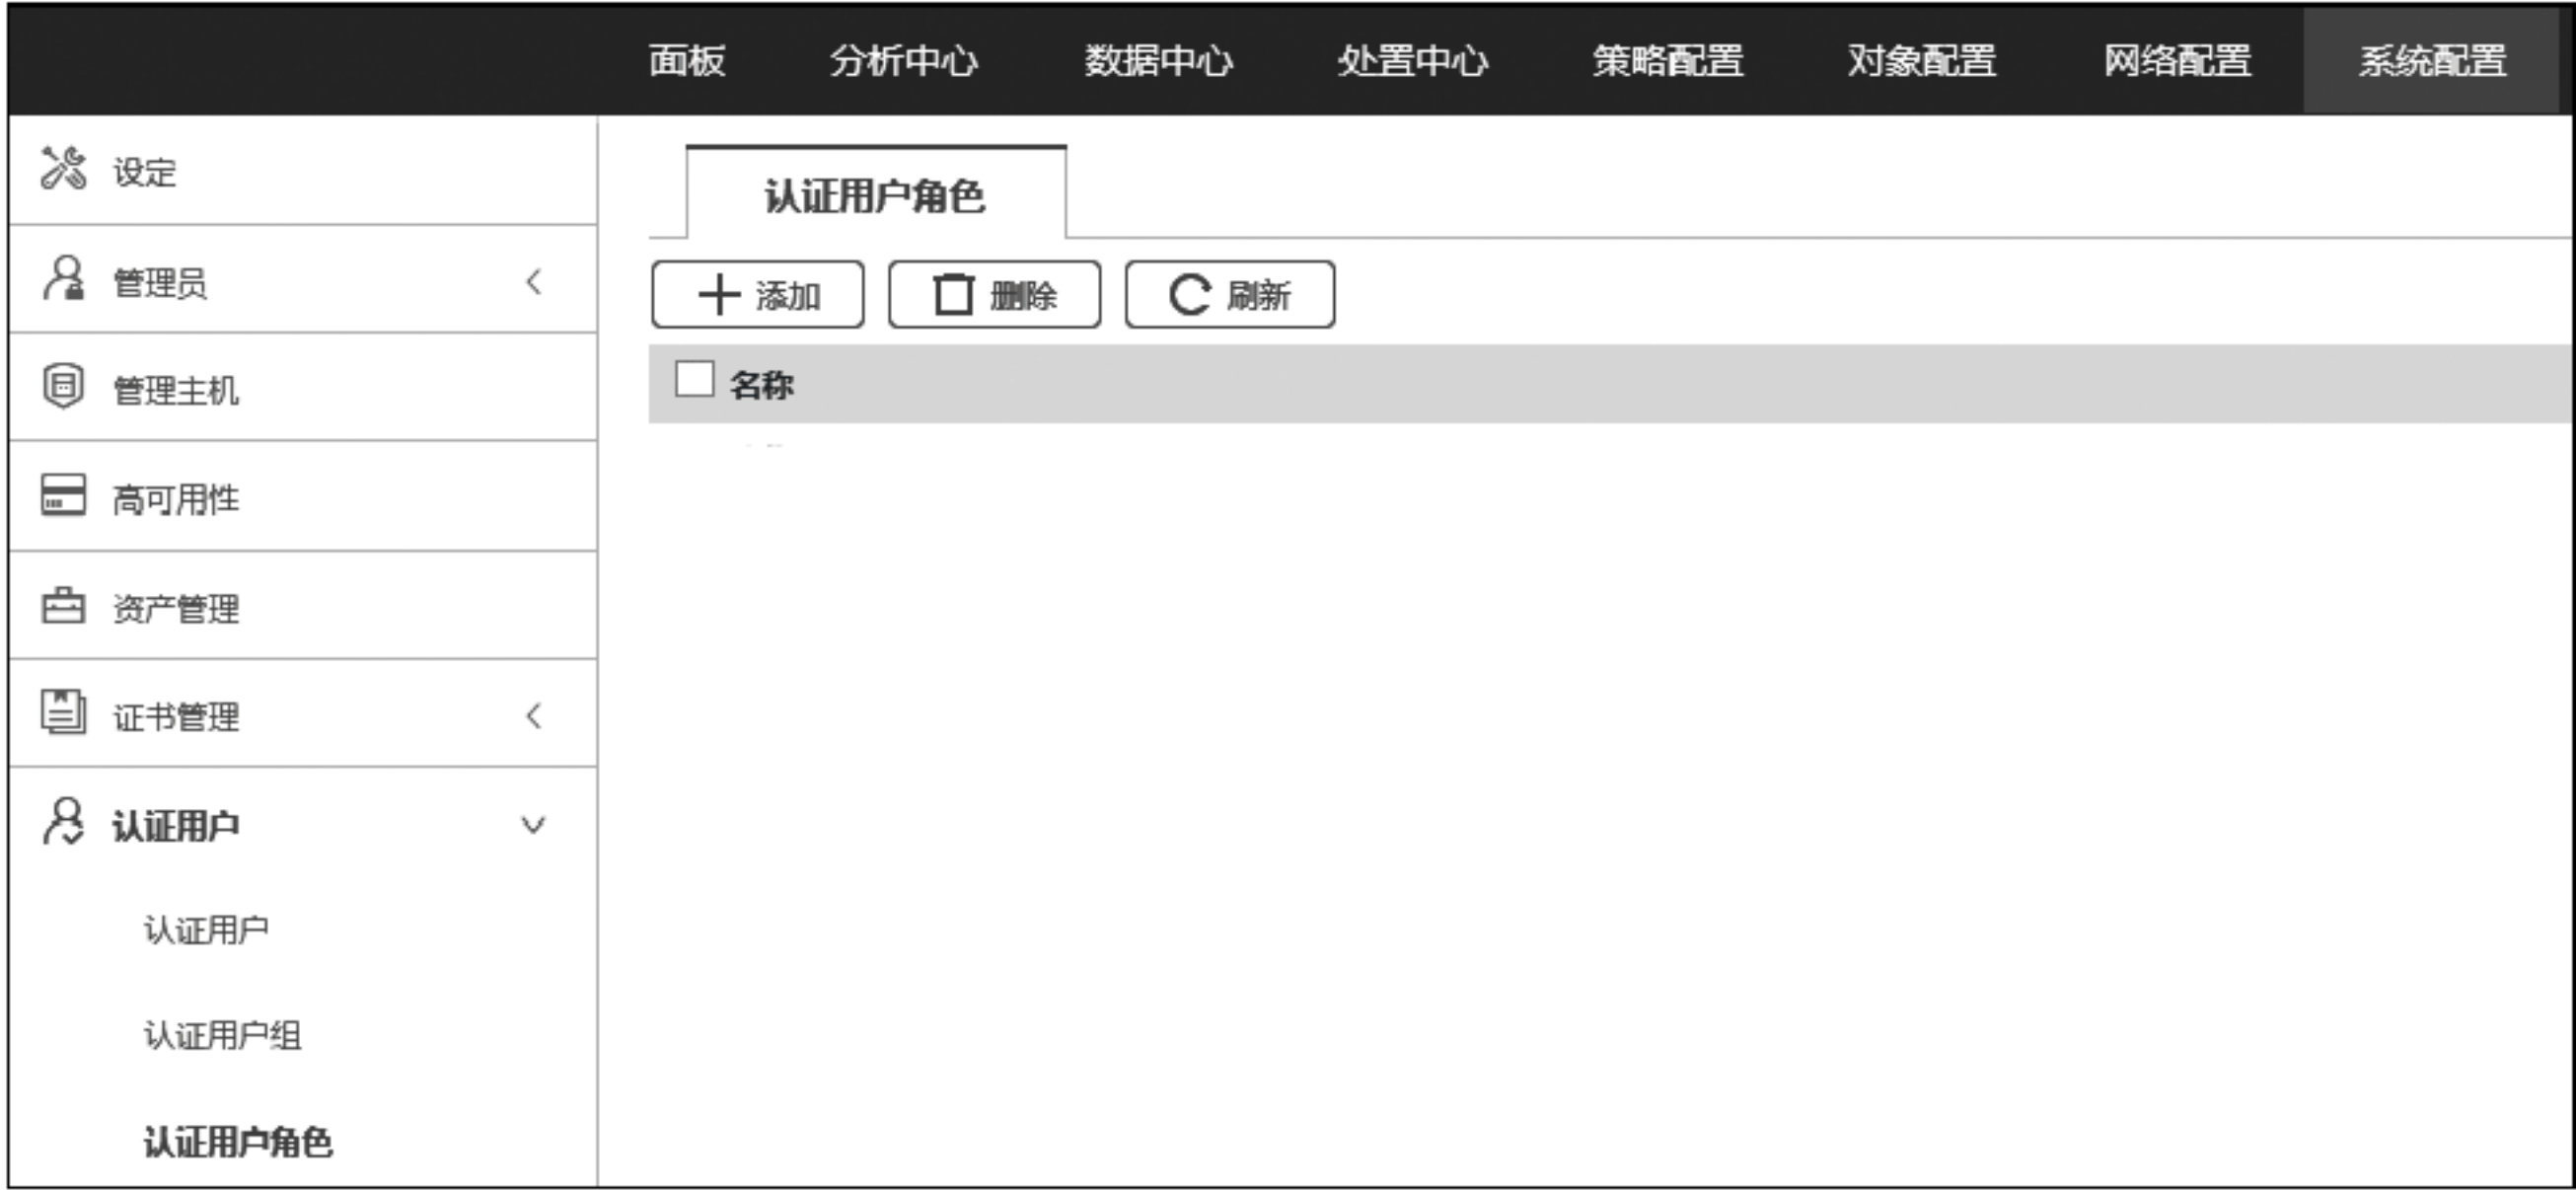 面板 分析中心 数据中心 处置中心 策略配置 对象配置 网络配置 系统配置
设定
管理员
管理主机
高可用性
资产管理
证书管理
认证用户
认证用户
认证用户组
认证用户角色
认证用户角色
添加 删除 刷新
名称